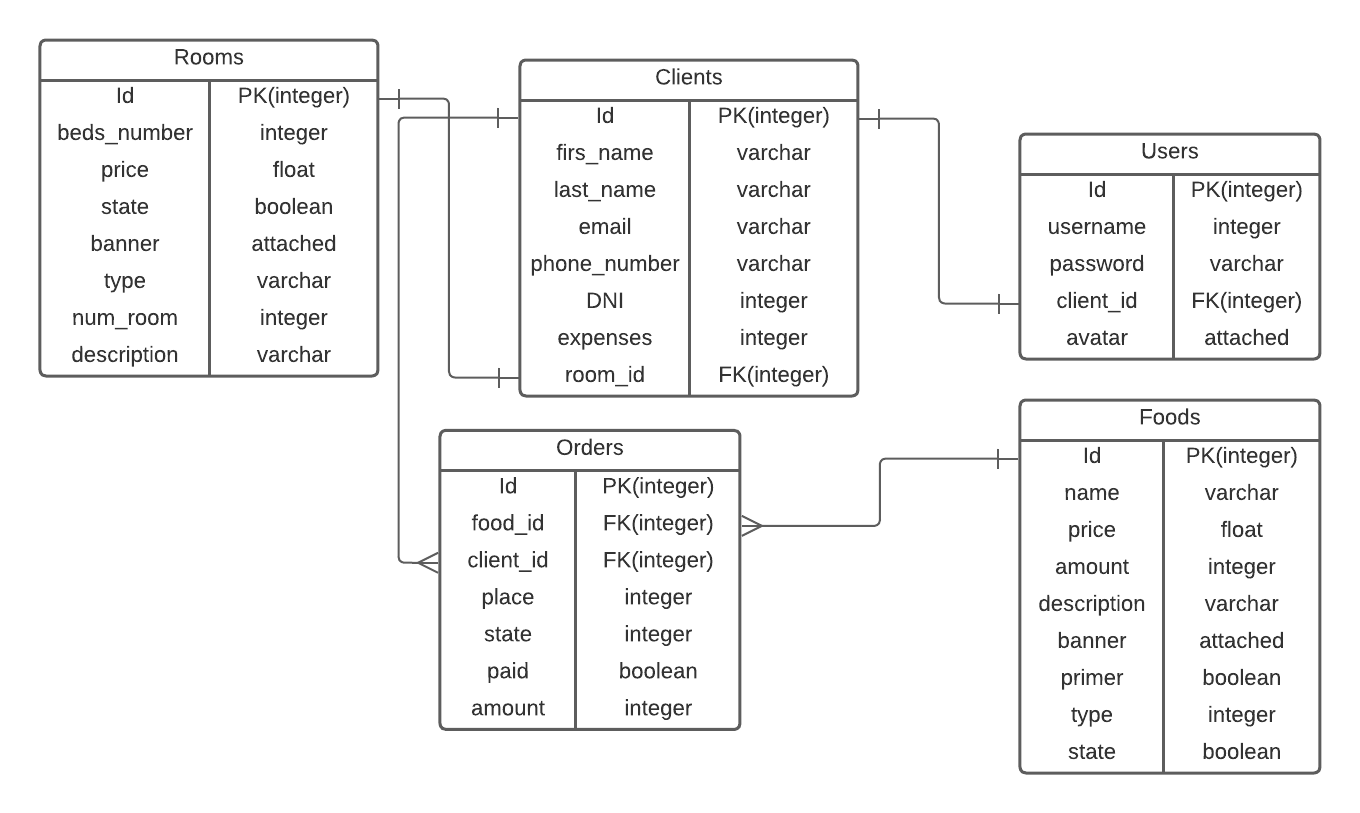 Rooms
Id PK(integer)
beds_number integer
price float
state boolean
banner attached
type varchar
num_room integer
description varchar
Clients
Id PK(integer)
firs_name varchar
last_name varchar
email varchar
phone_number varchar
DNI integer
expenses integer
room_id FK(integer)
Users
Id PK(integer)
username integer
password varchar
client_id FK(integer)
avatar attached
Orders
Id PK(integer)
food_id FK(integer)
client_id FK(integer)
place integer
state integer
paid boolean
amount integer
Foods
Id PK(integer)
name varchar
price float
amount integer
description varchar
banner attached
primer boolean
type integer
state boolean